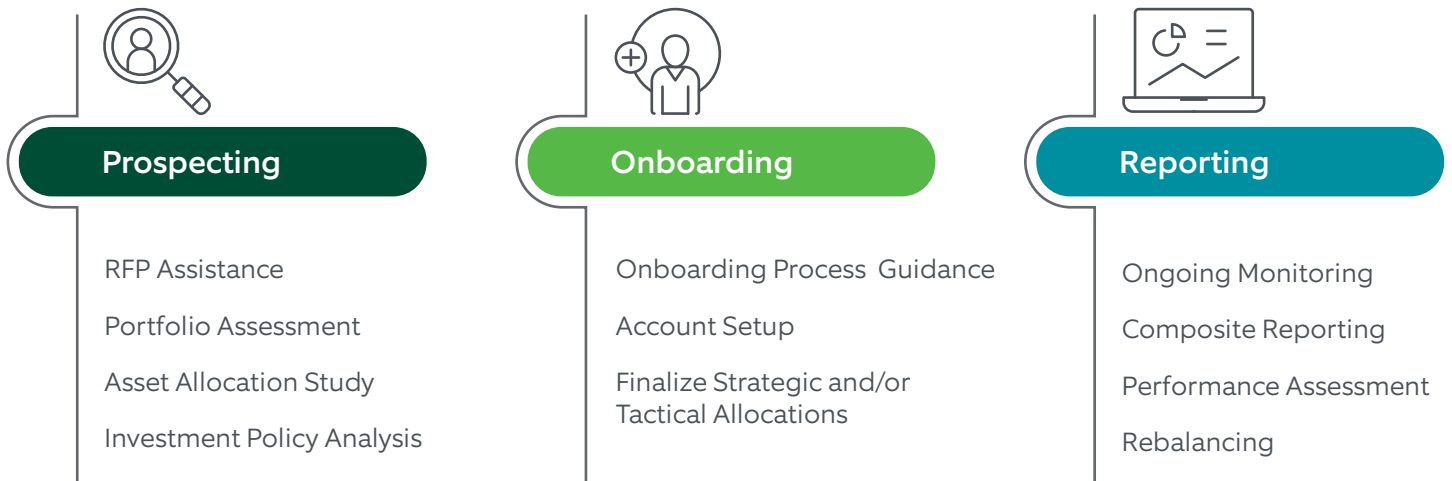 Prospecting
RFP Assistance
Portfolio Assessment
Asset Allocation Study
Investment Policy Analysis
Onboarding
Onboarding Process  Guidance
Account Setup
Finalize Strategic and/or
Tactical Allocations
Reporting
Ongoing Monitoring
Composite Reporting
Performance Assessment
Rebalancing